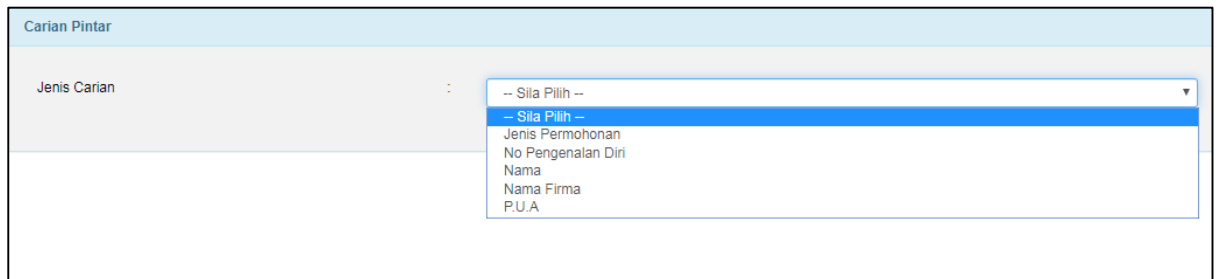 Carian Pintar
Jenis Carian : -- Sila Pilih --
-- Sila Pilih --
Jenis Permohonan
No Pengenalan Diri
Nama
Nama Firma
P.U.A